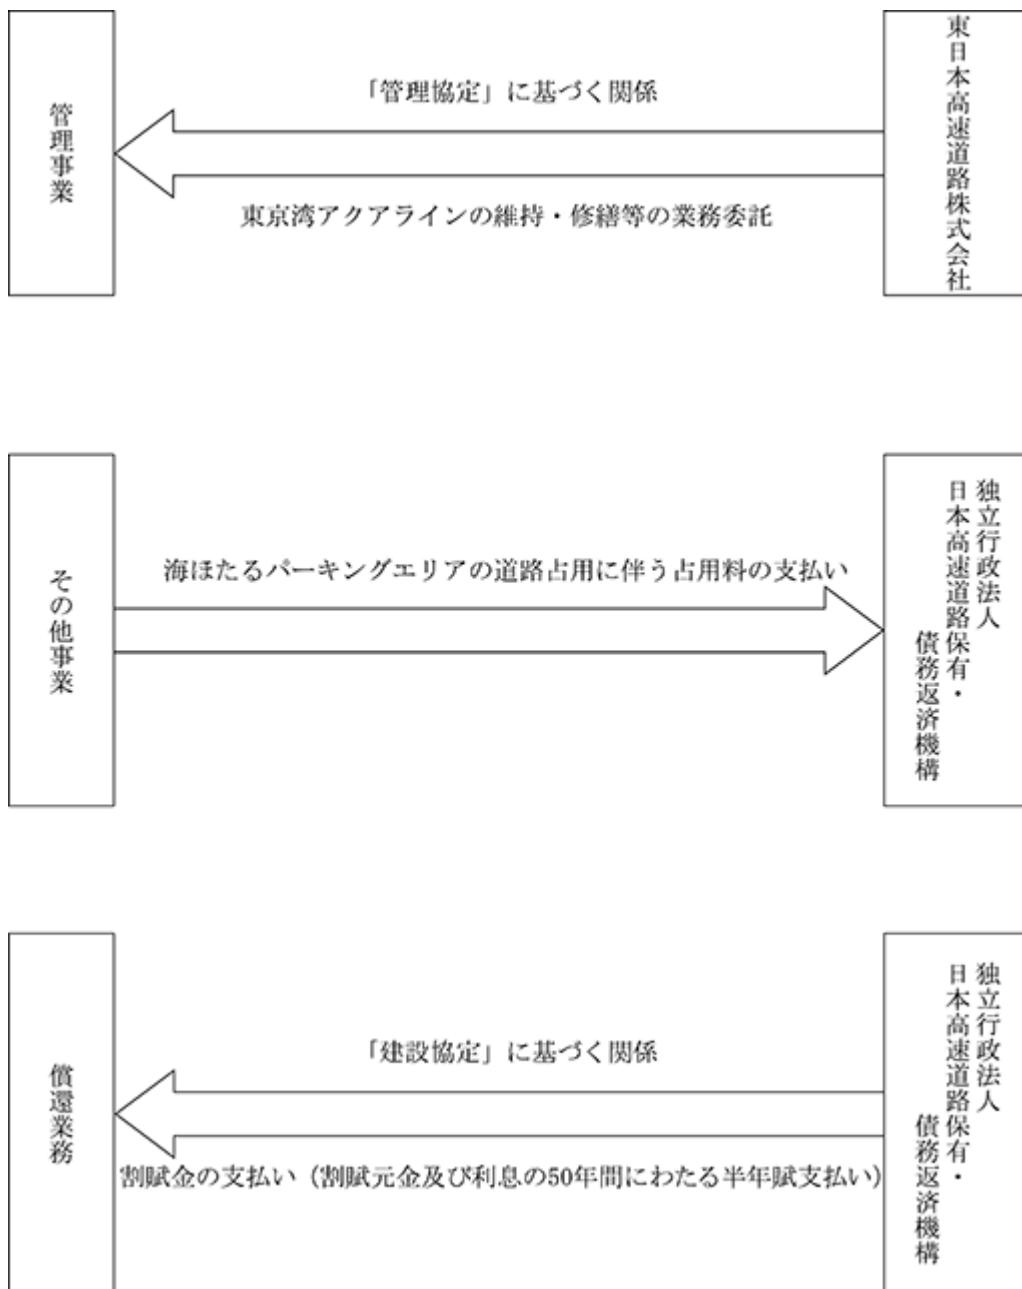 管理事業
「管理協定」に基づく関係
東京湾アクアラインの維持・修繕等の業務委託
東日本高速道路株式会社
その他事業
海ほたるパーキングエリアの道路占用に伴う占用料の支払い
独立行政法人
日本高速道路保有・
債務返済機構
償還業務
「建設協定」に基づく関係
割賦金の支払い（割賦元金及び利息の50年間にわたる半年賦支払い）
独立行政法人
日本高速道路保有・
債務返済機構